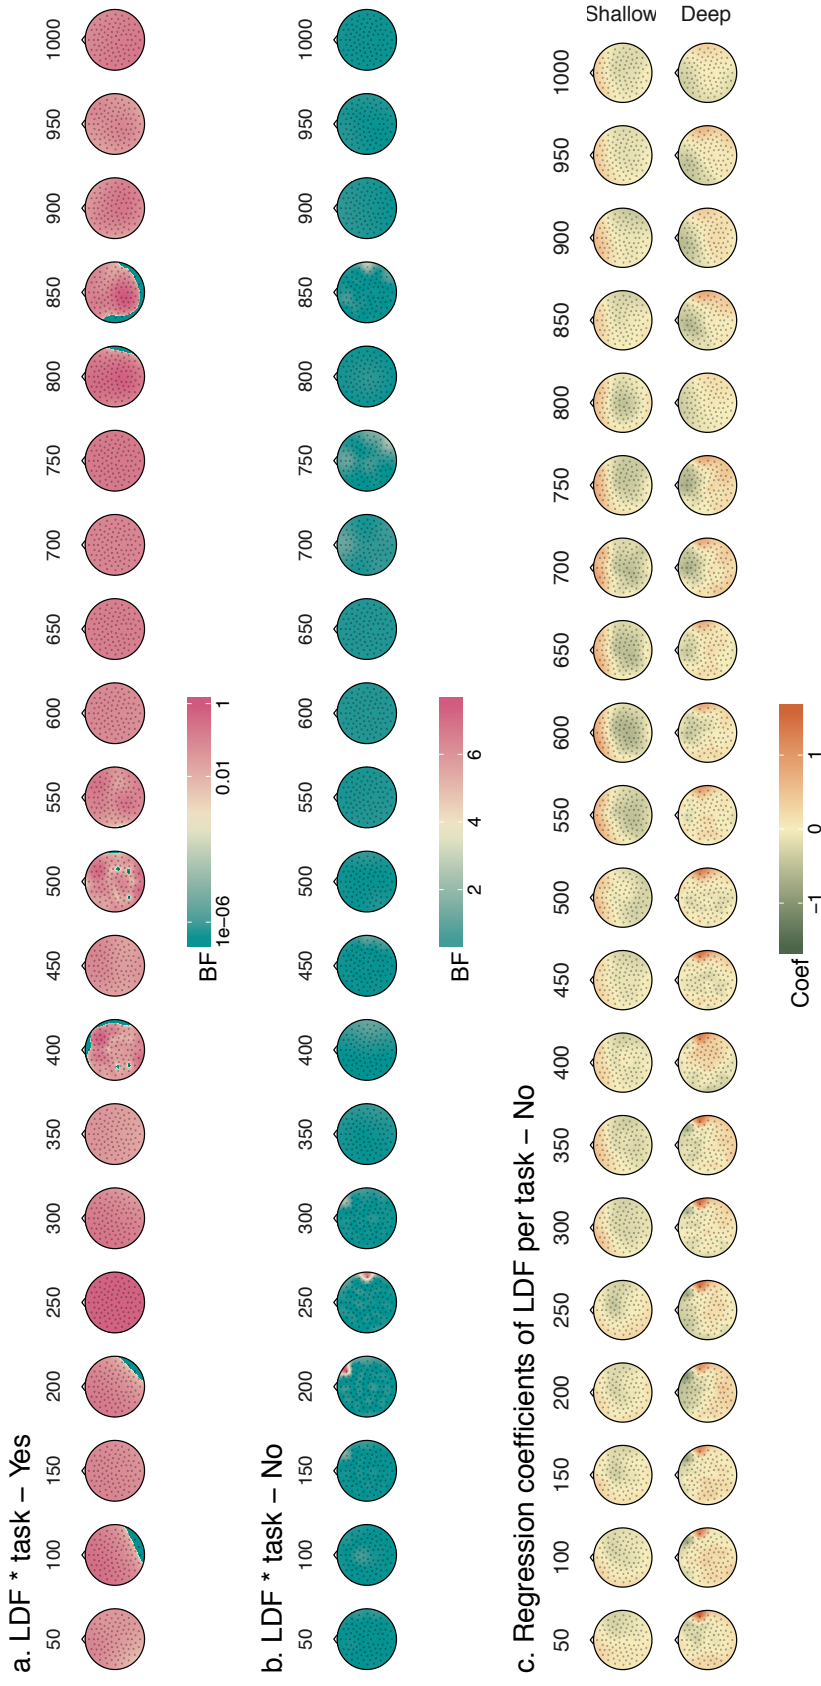 a. LDF * task – Yes
50 100 150 200 250 300 350 400 450 500 550 600 650 700 750 800 850 900 950 1000
BF
1e−06 0.01 1
b. LDF * task – No
50 100 150 200 250 300 350 400 450 500 550 600 650 700 750 800 850 900 950 1000
BF
2 4 6
c. Regression coefficients of LDF per task – No
50 100 150 200 250 300 350 400 450 500 550 600 650 700 750 800 850 900 950 1000
Shallow
Deep
Coef
−1 0 1